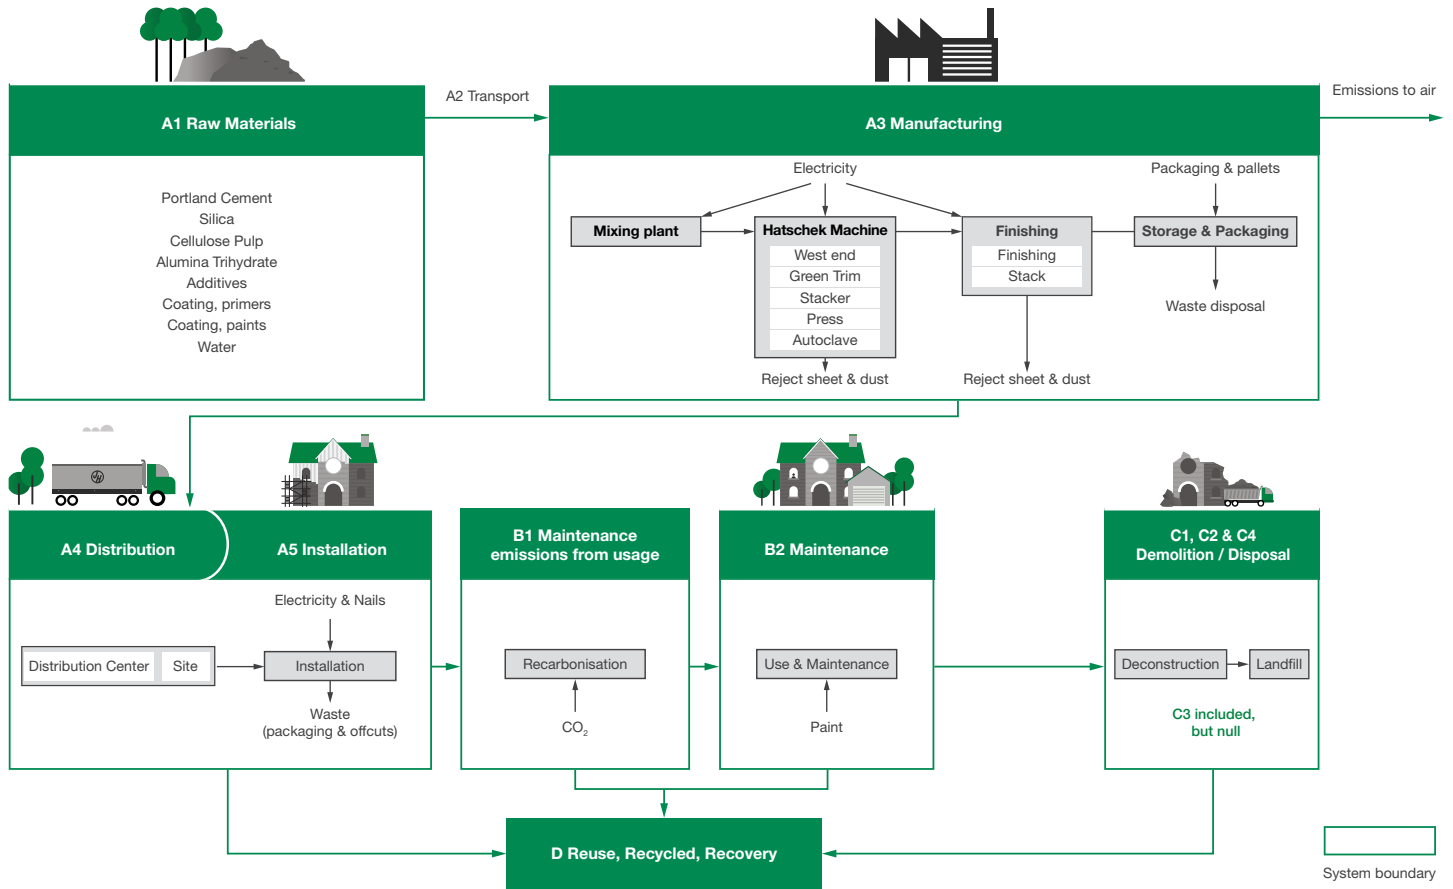 A1 Raw Materials
A2 Transport
A3 Manufacturing
Emissions to air
Portland Cement
Silica
Cellulose Pulp
Alumina Trihydrate
Additives
Coating, primers
Coating, paints
Water
Electricity
Packaging & pallets
Mixing plant
Hatschek Machine
West end
Green Trim
Stacker
Press
Autoclave
Reject sheet & dust
Finishing
Finishing
Stack
Reject sheet & dust
Storage & Packaging
Waste disposal
A4 Distribution
A5 Installation
Electricity & Nails
Distribution Center
Site
Installation
Waste
(packaging & offcuts)
B1 Maintenance
emissions from usage
Recarbonisation
CO₂
B2 Maintenance
Use & Maintenance
Paint
C1, C2 & C4
Demolition / Disposal
Deconstruction
Landfill
C3 included,
but null
D Reuse, Recycled, Recovery
System boundary